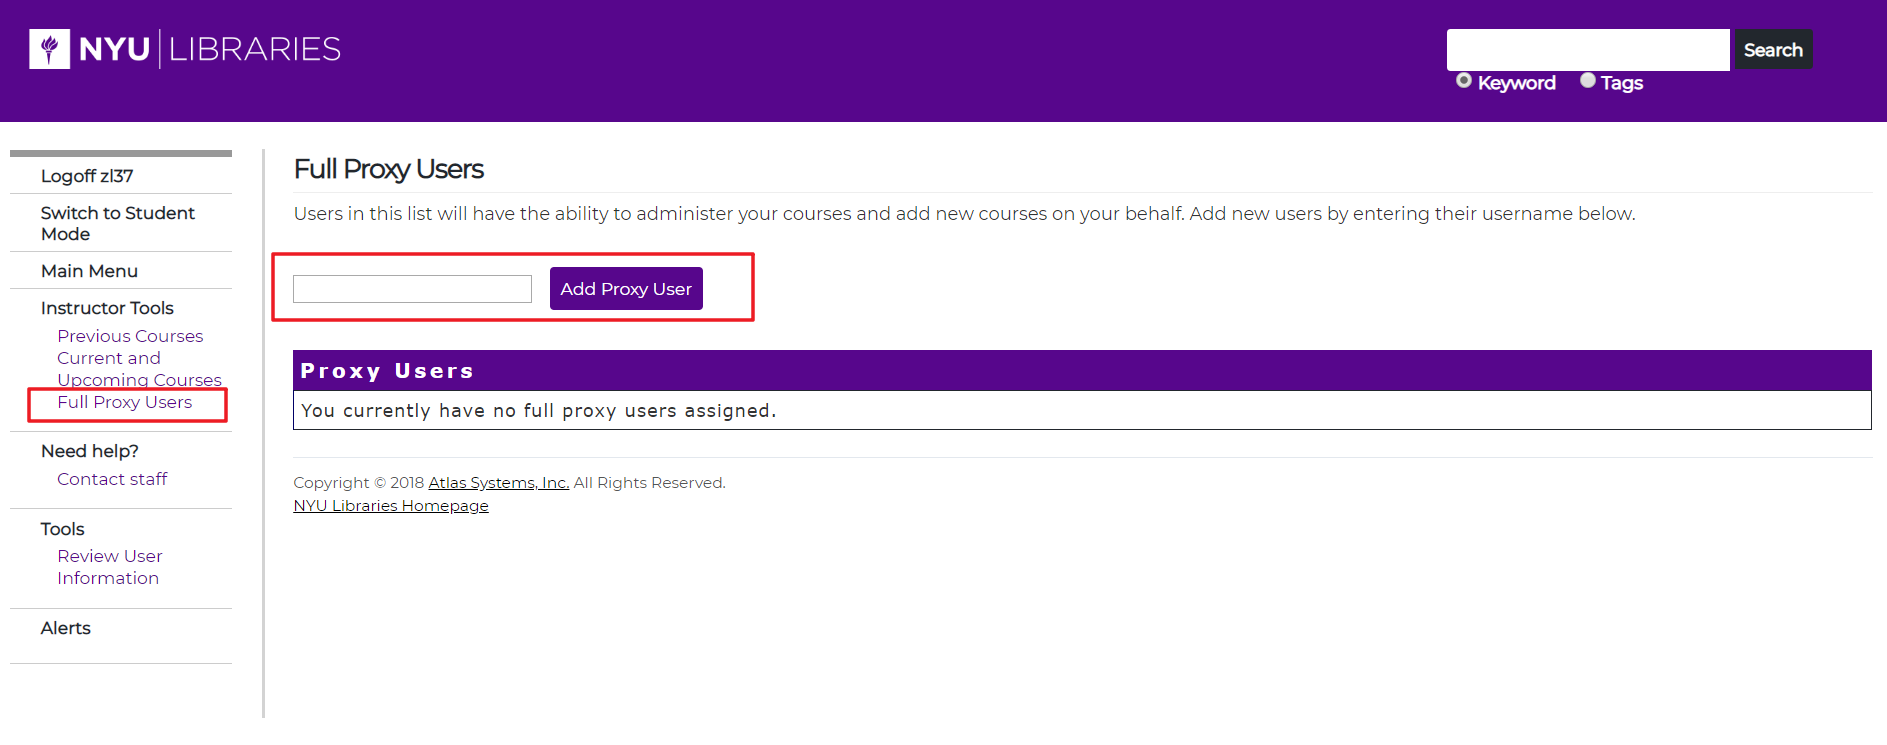 NYU LIBRARIES
Search
Keyword Tags
Logoff zl37
Switch to Student
Mode
Main Menu
Instructor Tools
Previous Courses
Current and
Upcoming Courses
Full Proxy Users
Need help?
Contact staff
Tools
Review User
Information
Alerts
Full Proxy Users
Users in this list will have the ability to administer your courses and add new courses on your behalf. Add new users by entering their username below.
Add Proxy User
Proxy Users
You currently have no full proxy users assigned.
Copyright © 2018 Atlas Systems, Inc. All Rights Reserved.
NYU Libraries Homepage